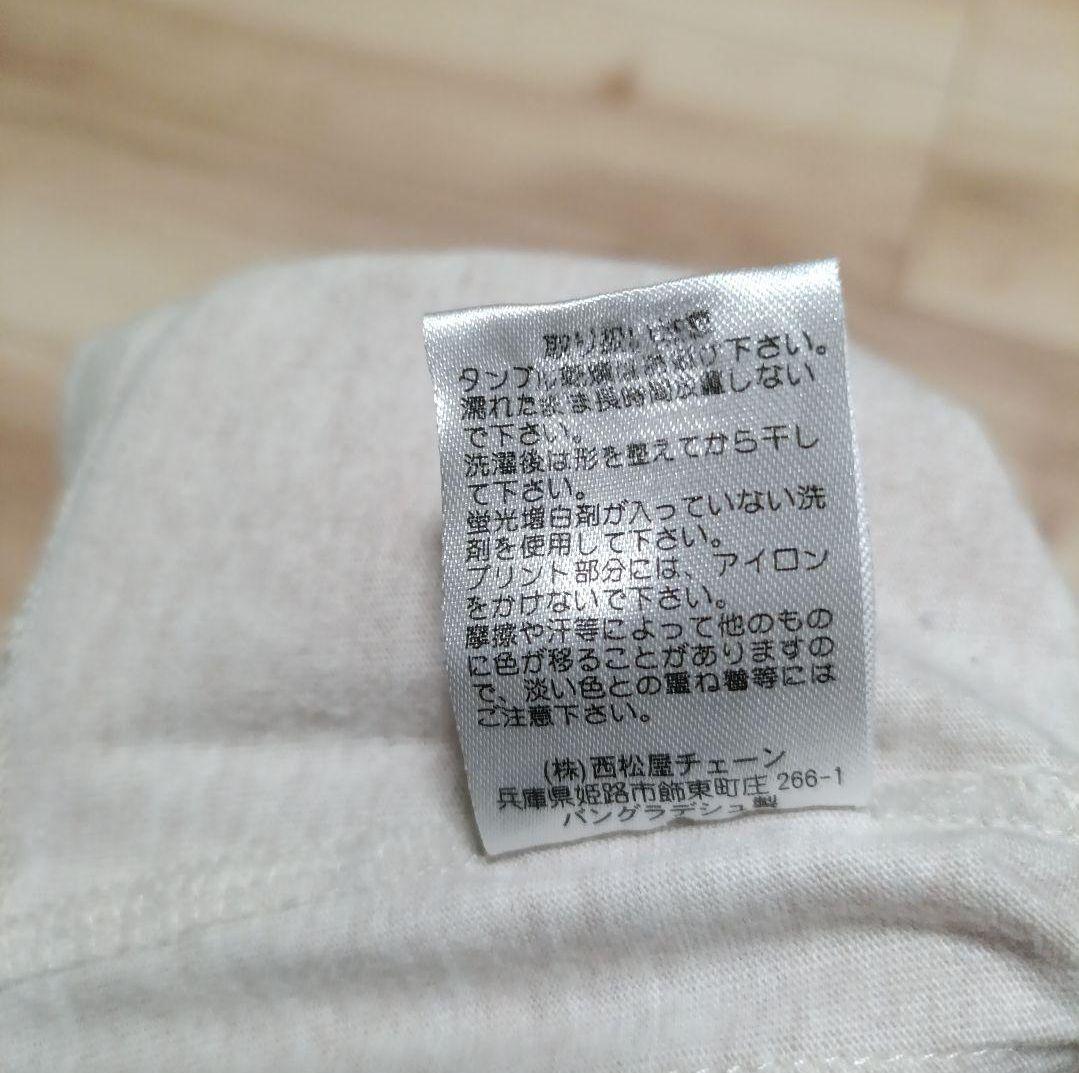 取り扱い注意
タンブル乾燥はお避け下さい。
濡れたまま長時間放置しない
で下さい。
洗濯後は形を整えてから干し
て下さい。
蛍光増白剤が入っていない洗
剤を使用して下さい。
プリント部分には、アイロン
をかけないで下さい。
摩擦や汗等によって他のもの
に色が移ることがありますの
で、淡い色との重ね着等には
ご注意下さい。
(株)西松屋チェーン
兵庫県姫路市飾東町庄 266-1
バングラデシュ製